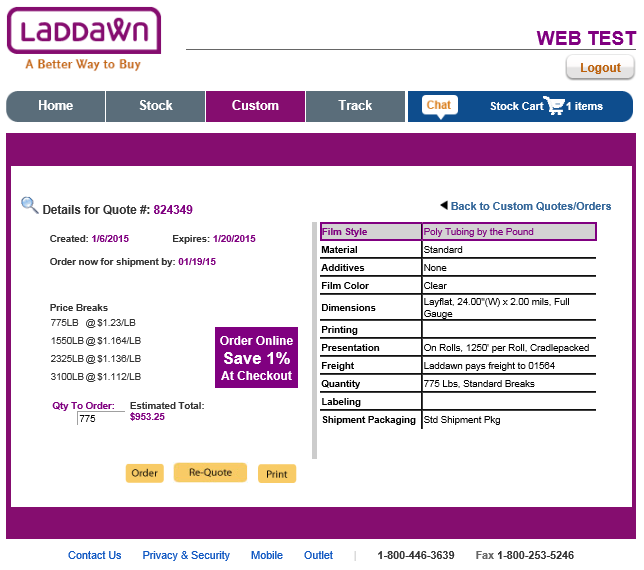 LADDAWN
A Better Way to Buy
WEB TEST
Logout
Home Stock Custom Track Chat Stock Cart 1 items
Details for Quote #: 824349
Back to Custom Quotes/Orders
Created: 1/6/2015 Expires: 1/20/2015
Order now for shipment by: 01/19/15
Price Breaks
775LB @ $1.23/LB
1550LB @ $1.164/LB
2325LB @ $1.136/LB
3100LB @ $1.112/LB
Order Online
Save 1%
At Checkout
Qty To Order: Estimated Total:
775 $953.25
Order Re-Quote Print
Film Style Poly Tubing by the Pound
Material Standard
Additives None
Film Color Clear
Dimensions Layflat, 24.00"(W) x 2.00 mils, Full
Gauge
Printing
Presentation On Rolls, 1250' per Roll, Cradlepacked
Freight Laddawn pays freight to 01564
Quantity 775 Lbs, Standard Breaks
Labeling
Shipment Packaging Std Shipment Pkg
Contact Us Privacy & Security Mobile Outlet | 1-800-446-3639 Fax 1-800-253-5246